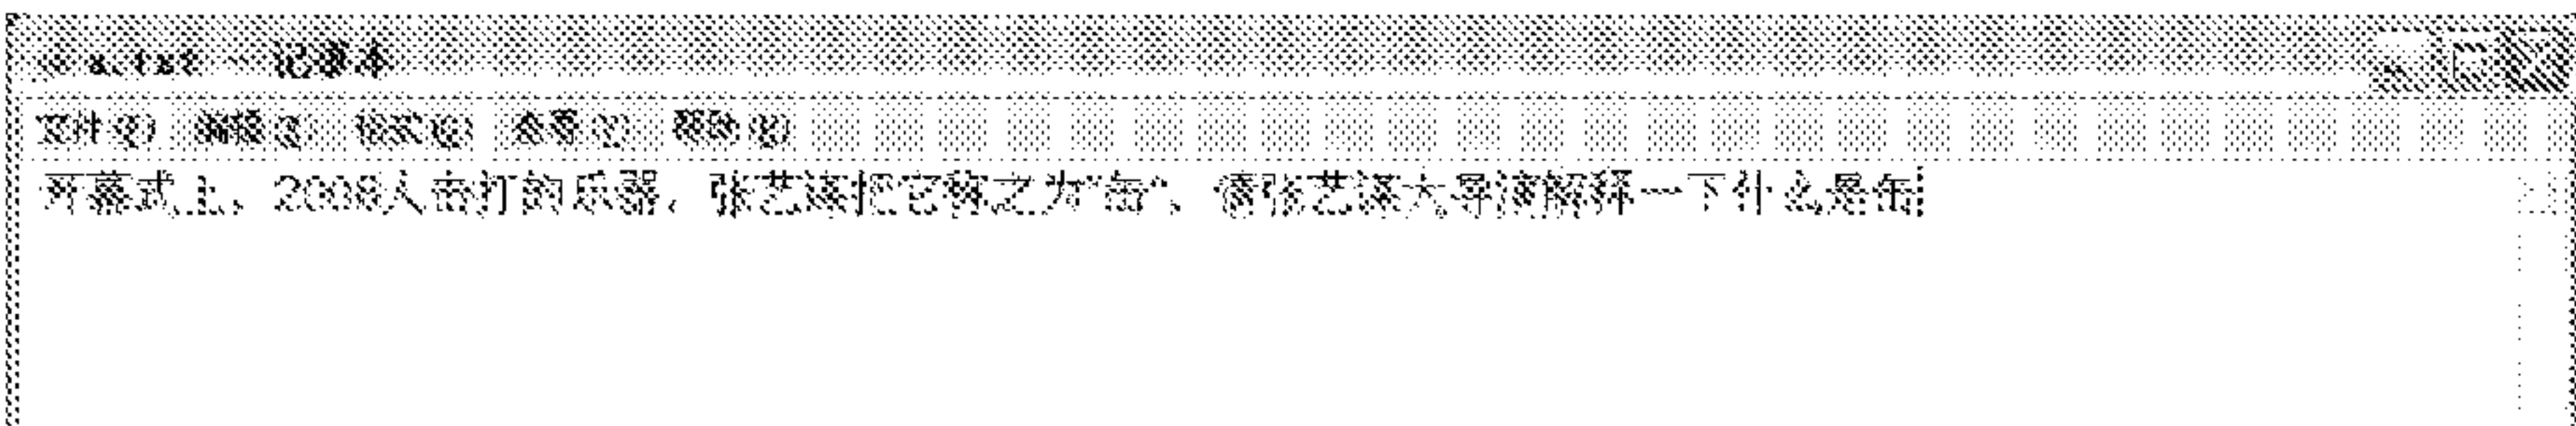 a.txt - 记事本
文件(F) 编辑(E) 格式(O) 查看(V) 帮助(H)
开幕式上，2008人击打的乐器，张艺谋把它称之为"缶"，请张艺谋大导演解释一下什么是缶